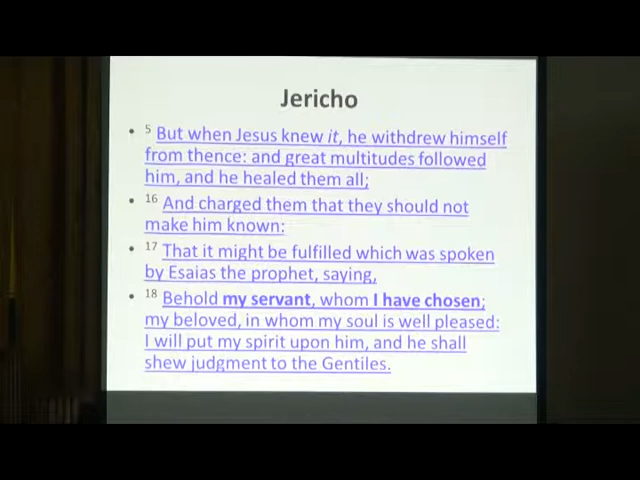 Jericho
• 5 But when Jesus knew it, he withdrew himself
from thence: and great multitudes followed
him, and he healed them all;
• 16 And charged them that they should not
make him known:
• 17 That it might be fulfilled which was spoken
by Esaias the prophet, saying,
• 18 Behold my servant, whom I have chosen;
my beloved, in whom my soul is well pleased:
I will put my spirit upon him, and he shall
shew judgment to the Gentiles.